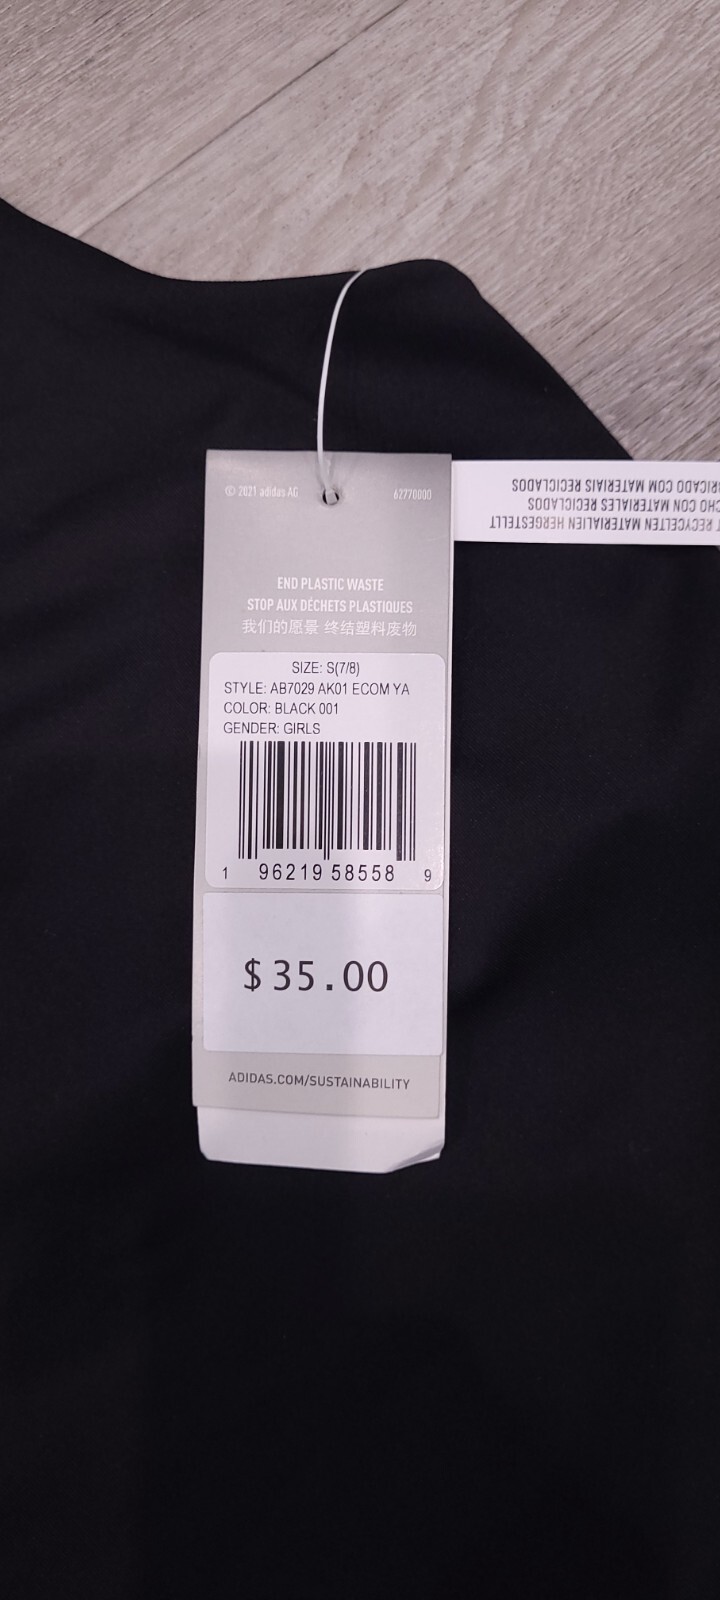 © 2021 adidas AG
62770000
END PLASTIC WASTE
STOP AUX DÉCHETS PLASTIQUES
我们的愿景 终结塑料废物
SIZE: S(7/8)
STYLE: AB7029 AK01 ECOM YA
COLOR: BLACK 001
GENDER: GIRLS
1 96219 58558 9
$35.00
ADIDAS.COM/SUSTAINABILITY
RECYCELTEN MATERIALIEN HERGESTELLT
CON MATERIALES RECICLADOS
COM MATERIAIS RECICLADOS